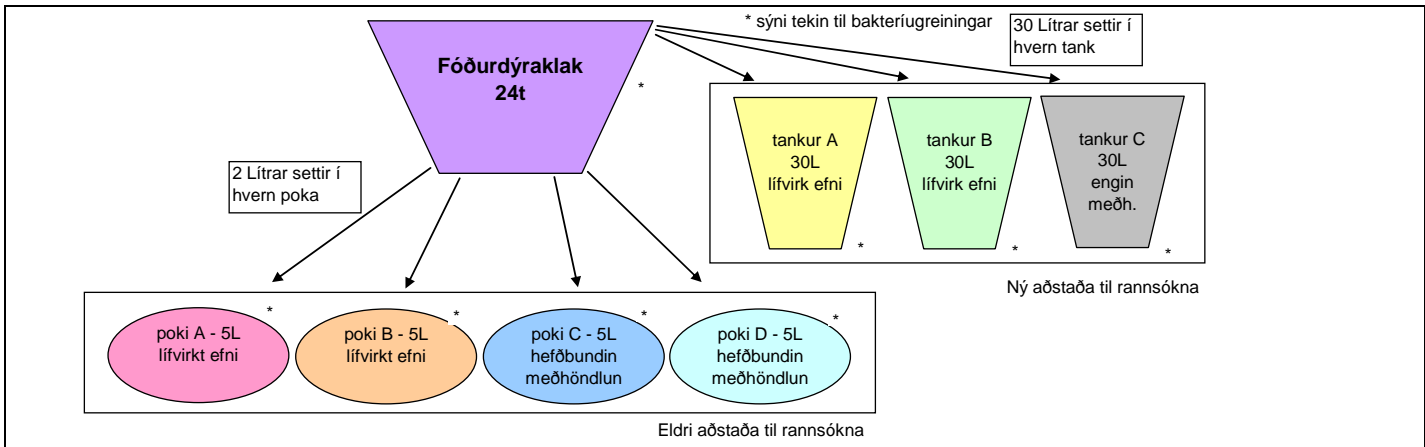 * sýni tekin til bakteríugreiningar
30 Lítrar settir í
hvern tank
Fóðurdýraklak
24t
*
tankur A
30L
lífvirk efni
*
tankur B
30L
lífvirk efni
*
tankur C
30L
engin
meðh.
*
Ný aðstaða til rannsókna
2 Lítrar settir í
hvern poka
poki A - 5L
lífvirkt efni
*
poki B - 5L
lífvirkt efni
*
poki C - 5L
hefðbundin
meðhöndlun
*
poki D - 5L
hefðbundin
meðhöndlun
*
Eldri aðstaða til rannsókna